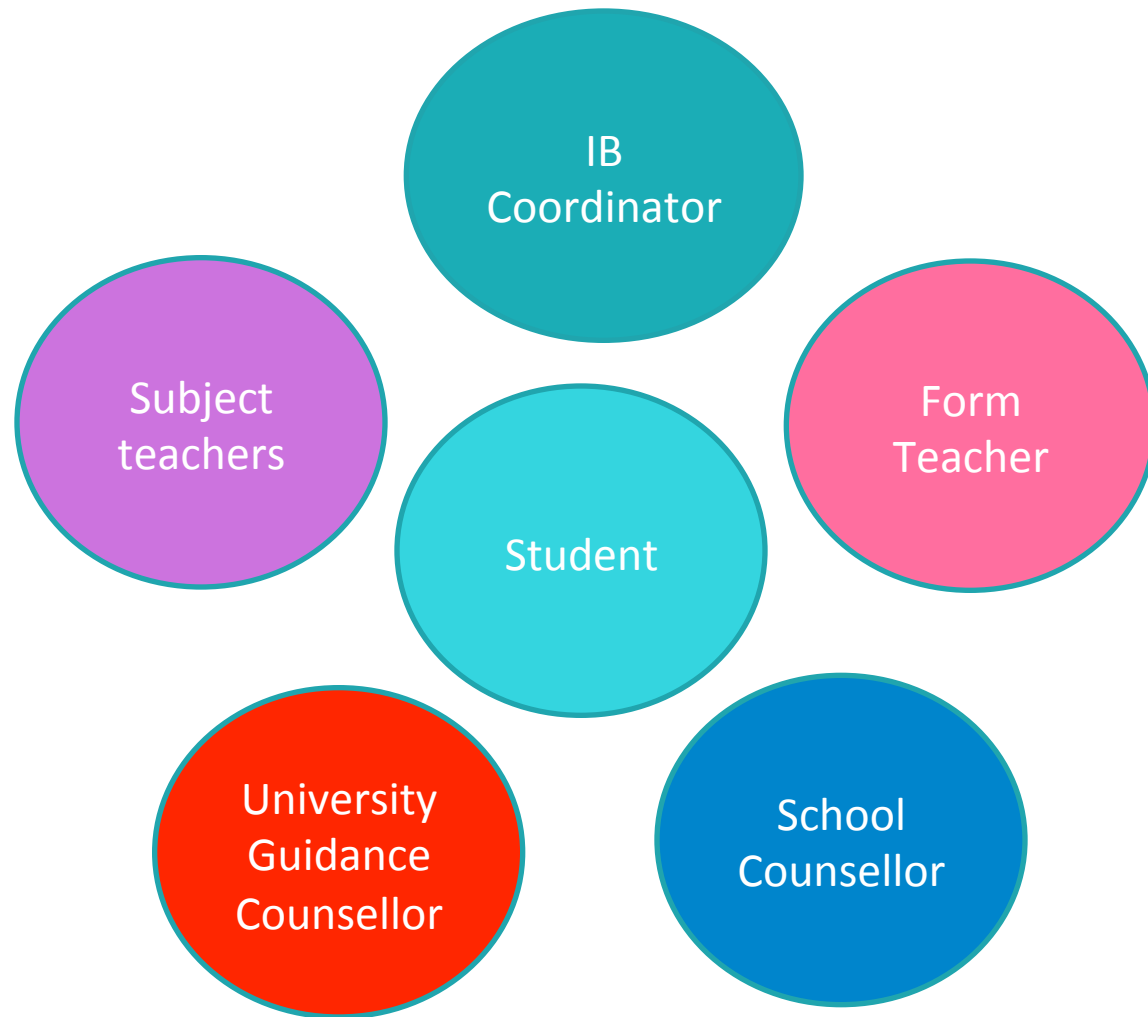 IB
Coordinator
Subject
teachers
Form
Teacher
Student
University
Guidance
Counsellor
School
Counsellor